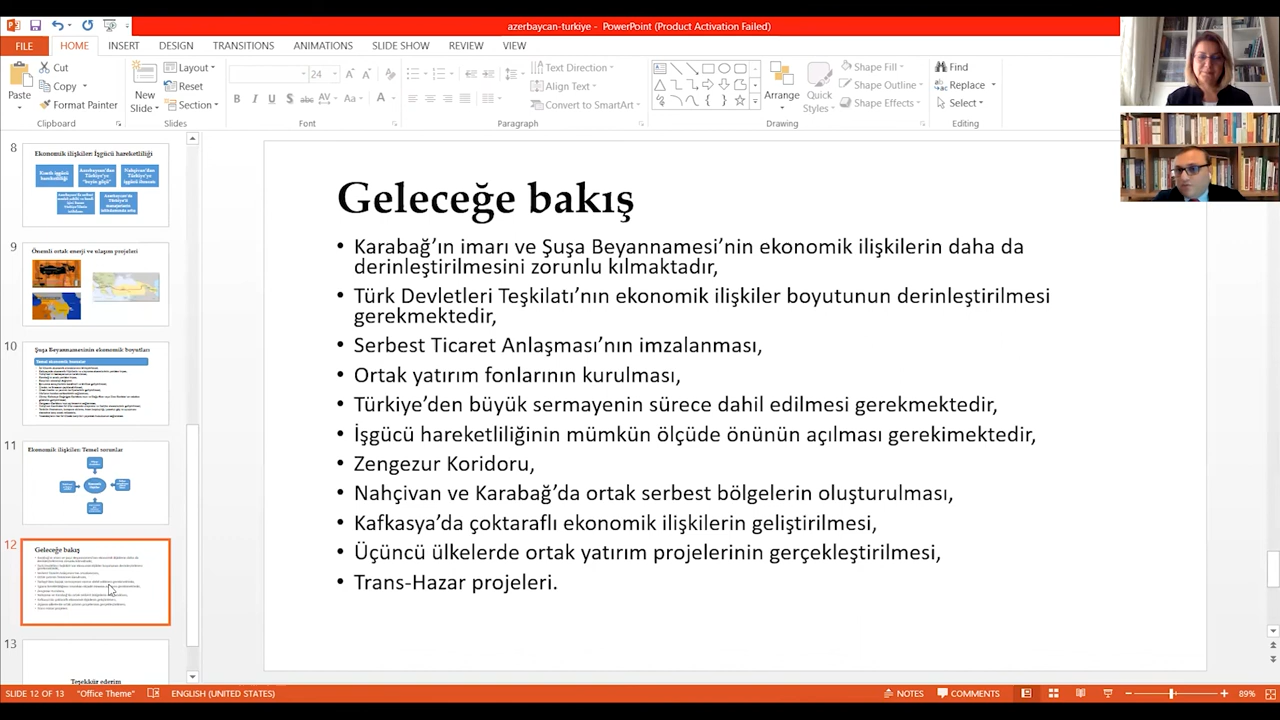 azerbaycan-turkiye - PowerPoint (Product Activation Failed)
FILE HOME INSERT DESIGN TRANSITIONS ANIMATIONS SLIDE SHOW REVIEW VIEW
Paste
Cut
Copy
Format Painter
Clipboard
New Slide
Layout
Reset
Section
Slides
24
Font
Text Direction
Align Text
Convert to SmartArt
Paragraph
Arrange
Quick Styles
Shape Fill
Shape Outline
Shape Effects
Drawing
Find
Replace
Select
Editing
8
Ekonomik ilişkiler: İşgücü hareketliliği
9
Önemli ortak enerji ve ulaşım projeleri
10
Şuşa Beyannamesinin ekonomik boyutları
11
Ekonomik ilişkiler: Temel sorunlar
12
Geleceğe bakış
13
Teşekkür ederim
Geleceğe bakış
• Karabağ’ın imarı ve Şuşa Beyannamesi’nin ekonomik ilişkilerin daha da
derinleştirilmesini zorunlu kılmaktadır,
• Türk Devletleri Teşkilatı’nın ekonomik ilişkiler boyutunun derinleştirilmesi
gerekmektedir,
• Serbest Ticaret Anlaşması’nın imzalanması,
• Ortak yatırım fonlarının kurulması,
• Türkiye’den büyük sermayenin sürece dahil edilmesi gerekmektedir,
• İşgücü hareketliliğinin mümkün ölçüde önünün açılması gerekimektedir,
• Zengezur Koridoru,
• Nahçivan ve Karabağ’da ortak serbest bölgelerin oluşturulması,
• Kafkasya’da çoktaraflı ekonomik ilişkilerin geliştirilmesi,
• Üçüncü ülkelerde ortak yatırım projelerinin gerçekleştirilmesi,
• Trans-Hazar projeleri.
SLIDE 12 OF 13 "Office Theme" ENGLISH (UNITED STATES) NOTES COMMENTS 89%